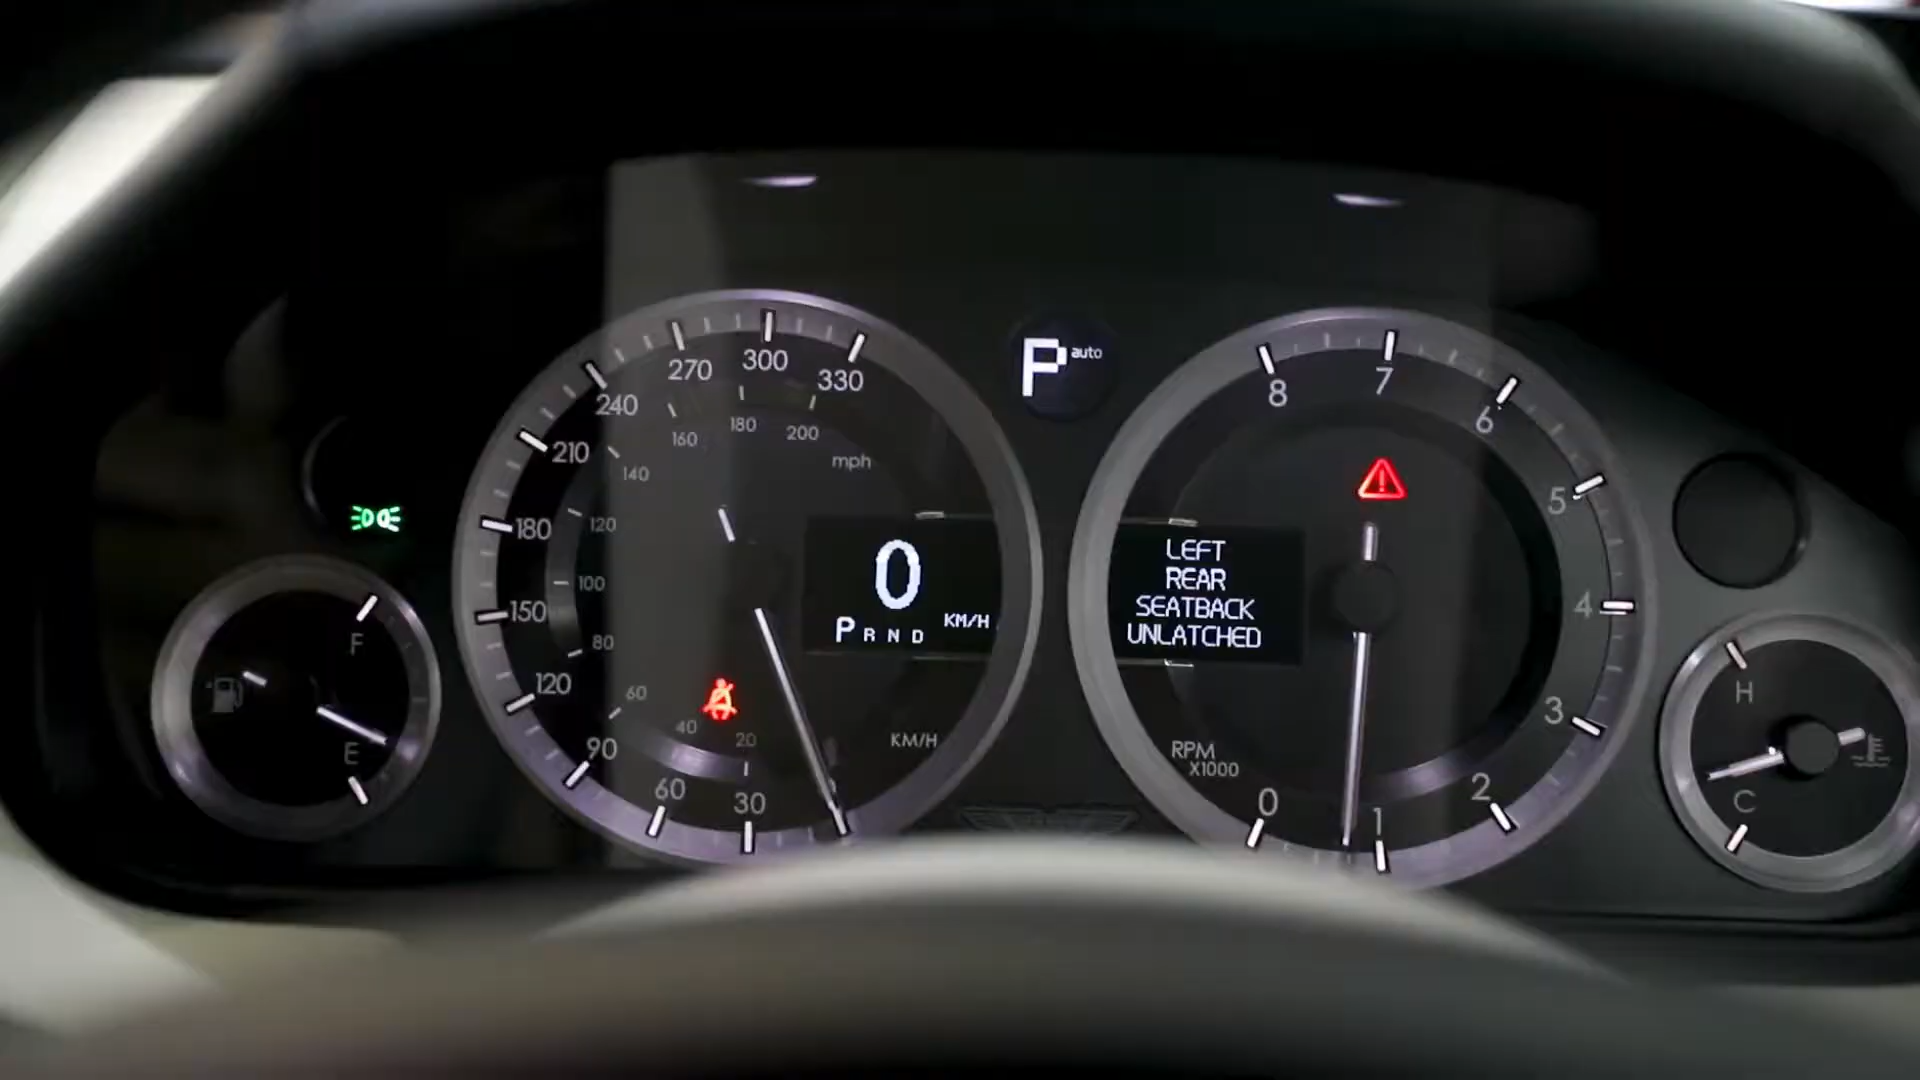 F
E
330
300
270
240
210
180
150
120
90
60
30
200
180
160
140
120
100
80
60
40
20
mph
KM/H
0
KM/H
P R N D
P auto
8
7
6
5
4
3
2
1
0
RPM
X1000
LEFT
REAR
SEATBACK
UNLATCHED
H
C